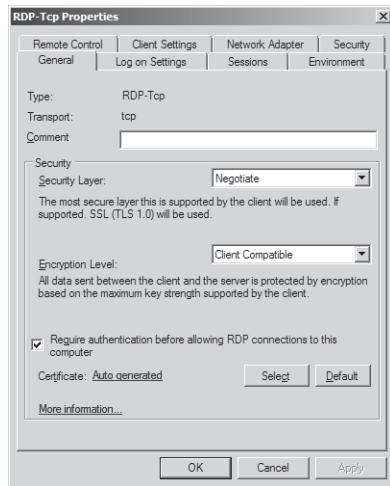 RDP-Tcp Properties
Remote Control
Client Settings
Network Adapter
Security
General
Log on Settings
Sessions
Environment
Type:
RDP-Tcp
Transport:
tcp
Comment
Security
Security Layer:
Negotiate
The most secure layer this is supported by the client will be used. If
supported. SSL (TLS 1.0) will be used.
Client Compatible
Encryption Level:
All data sent between the client and the server is protected by encryption
based on the maximum key strength supported by the client.
Require authentication before allowing RDP connections to this
computer
Certificate: Auto generated
Select
Default
More information...
OK
Cancel
Apply